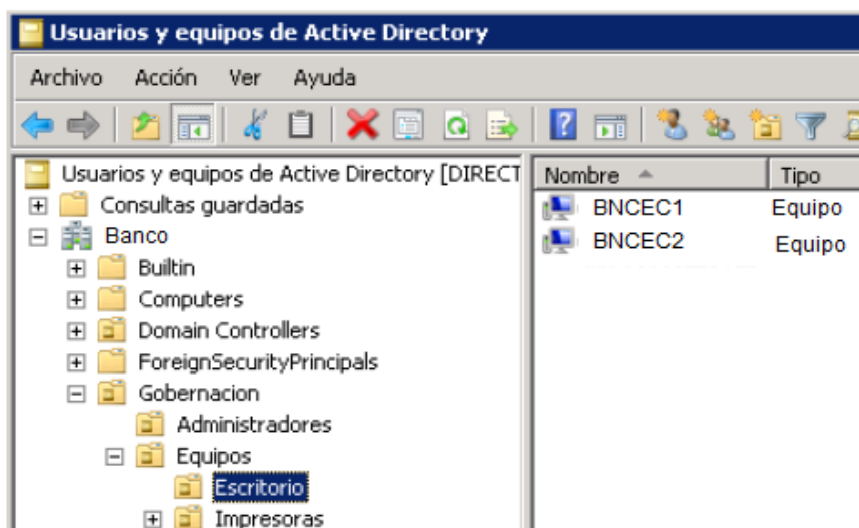 Usuarios y equipos de Active Directory
Archivo Acción Ver Ayuda
Usuarios y equipos de Active Directory [DIRECT
Consultas guardadas
Banco
Builtin
Computers
Domain Controllers
ForeignSecurityPrincipals
Gobernacion
Administradores
Equipos
Escritorio
Impresoras
Nombre Tipo
BNCEC1 Equipo
BNCEC2 Equipo